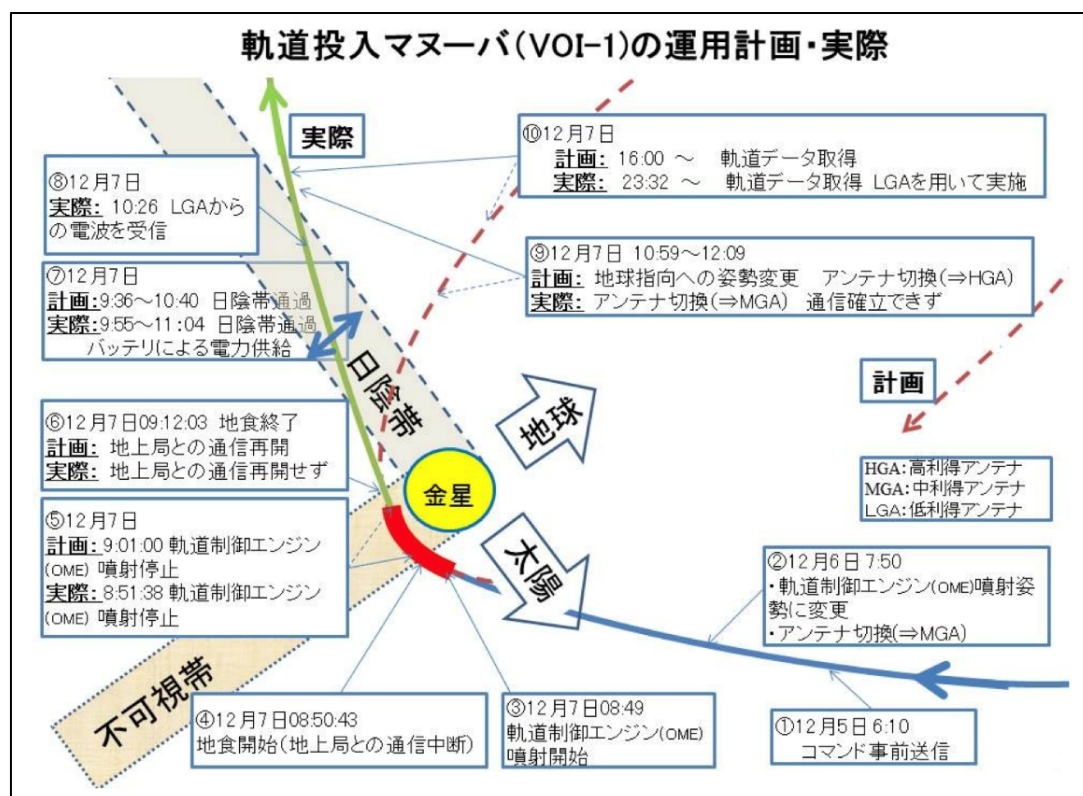 軌道投入マヌーバ(VOI-1)の運用計画・実際
実際
⑩12月7日
計画: 16:00 ～ 軌道データ取得
実際: 23:32 ～ 軌道データ取得 LGAを用いて実施
⑧12月7日
実際: 10:26 LGAから
の電波を受信
⑨12月7日 10:59～12:09
計画: 地球指向への姿勢変更 アンテナ切換(⇒HGA)
実際: アンテナ切換(⇒MGA) 通信確立できず
⑦12月7日
計画:9:36～10:40 日陰帯通過
実際:9:55～11:04 日陰帯通過
バッテリによる電力供給
日陰帯
地球
計画
⑥12月7日09:12:03 地食終了
計画: 地上局との通信再開
実際: 地上局との通信再開せず
金星
HGA:高利得アンテナ
MGA:中利得アンテナ
LGA:低利得アンテナ
⑤12月7日
計画: 9:01:00 軌道制御エンジン
(OME) 噴射停止
実際: 8:51:38 軌道制御エンジン
(OME) 噴射停止
太陽
②12月6日 7:50
・軌道制御エンジン(OME)噴射姿
勢に変更
・アンテナ切換(⇒MGA)
不可視帯
④12月7日08:50:43
地食開始(地上局との通信中断)
③12月7日08:49
軌道制御エンジン(OME)
噴射開始
①12月5日 6:10
コマンド事前送信